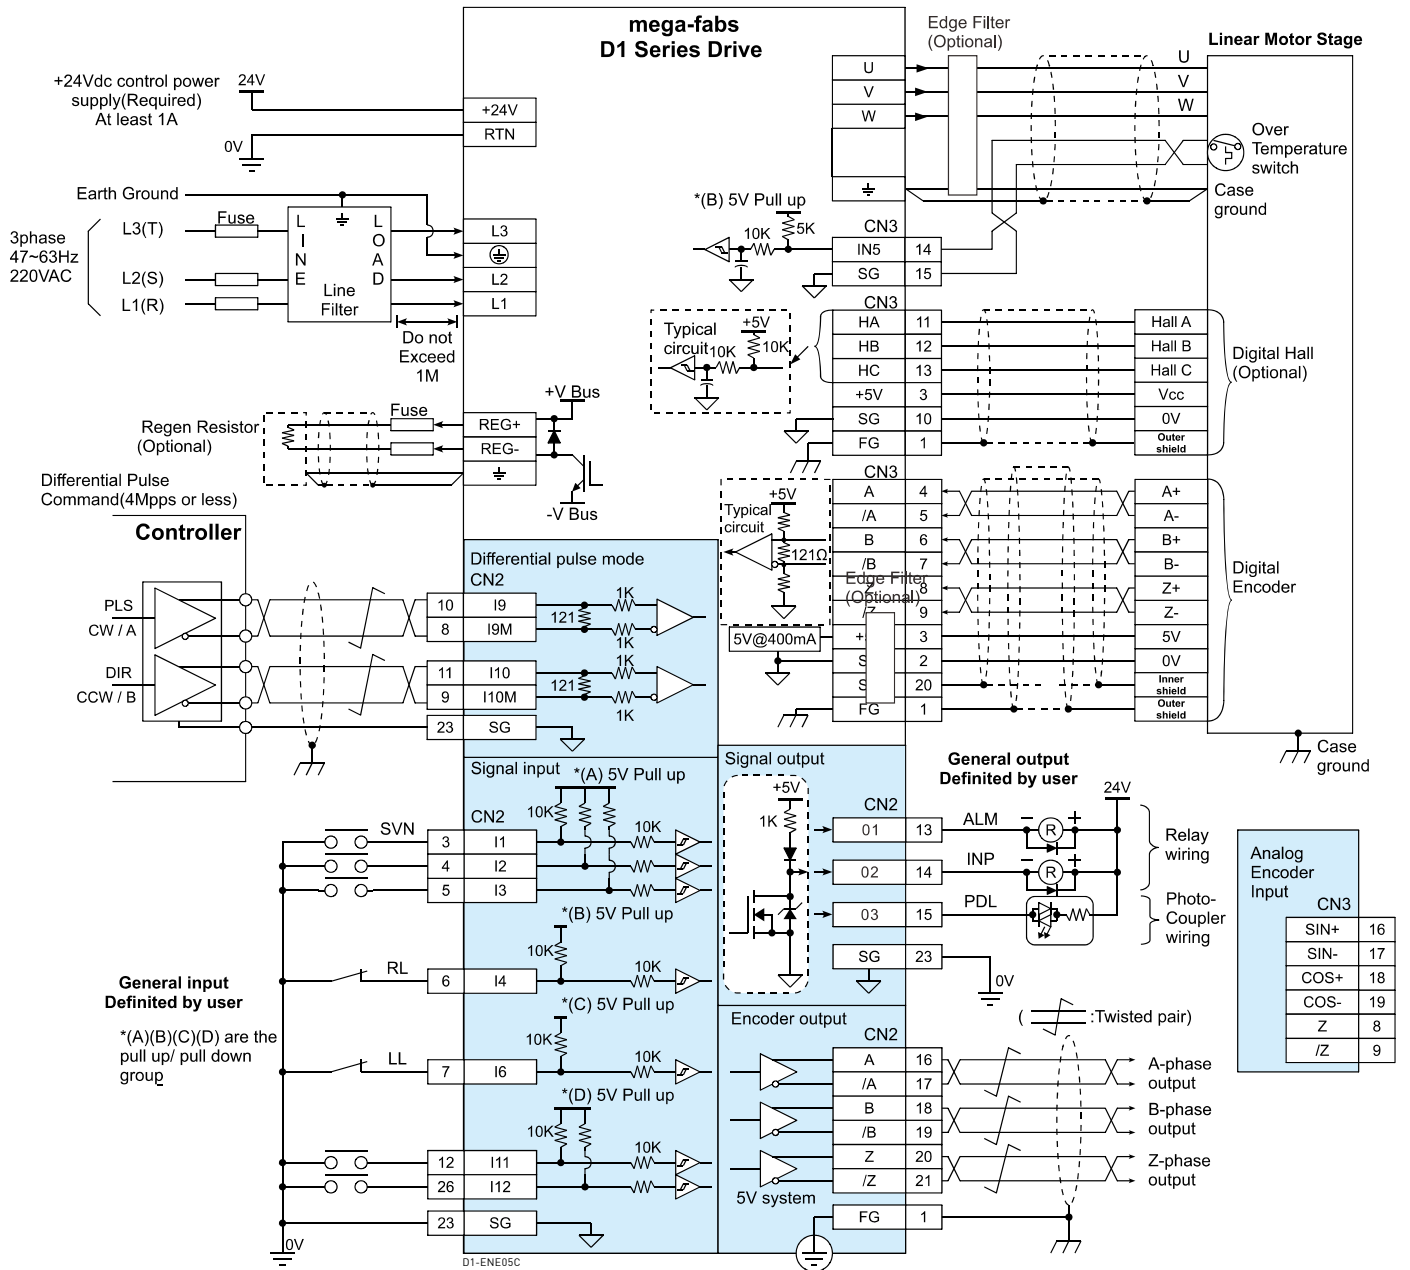 mega-fabs
D1 Series Drive
Edge Filter
(Optional)
Linear Motor Stage
+24Vdc control power
supply(Required)
At least 1A
24V
0V
+24V
RTN
Earth Ground
3phase
47~63Hz
220VAC
L3(T)
L2(S)
L1(R)
Fuse
LINE
LOAD
Line
Filter
Do not
Exceed
1M
L3
L2
L1
U
V
W
U
V
W
Over
Temperature
switch
Case
ground
*(B) 5V Pull up
10K
5K
CN3
IN5 14
SG 15
Typical
circuit
+5V
10K
10K
CN3
HA 11 Hall A
HB 12 Hall B
HC 13 Hall C
+5V 3 Vcc
SG 10 0V
FG 1 Outer shield
Digital Hall
(Optional)
Regen Resistor
(Optional)
Fuse
REG+
REG-
+V Bus
-V Bus
Typical
circuit
+5V
121Ω
5V@400mA
CN3
A 4 A+
/A 5 A-
B 6 B+
/B 7 B-
Z 8 Z+
/Z 9 Z-
+ 3 5V
S 2 0V
S 20 Inner shield
FG 1 Outer shield
Edge Filter
(Optional)
Digital
Encoder
Case
ground
Differential Pulse
Command(4Mpps or less)
Controller
PLS
CW / A
DIR
CCW / B
Differential pulse mode
CN2
10 I9
8 I9M
11 I10
9 I10M
23 SG
1K
121
1K
1K
121
1K
Signal input
*(A) 5V Pull up
CN2
10K
10K
SVN
3 I1
4 I2
5 I3
*(B) 5V Pull up
10K
10K
RL
6 I4
*(C) 5V Pull up
10K
10K
LL
7 I6
*(D) 5V Pull up
10K
10K
12 I11
26 I12
23 SG
0V
General input
Definited by user
*(A)(B)(C)(D) are the
pull up/ pull down
group
Signal output
+5V
1K
CN2
01 13 ALM
02 14 INP
03 15 PDL
SG 23
0V
General output
Definited by user
24V
− R +
− R +
Relay
wiring
Photo-
Coupler
wiring
Encoder output
CN2
( :Twisted pair)
A 16
/A 17
B 18
/B 19
Z 20
/Z 21
FG 1
5V system
A-phase
output
B-phase
output
Z-phase
output
Analog
Encoder
Input
CN3
SIN+ 16
SIN- 17
COS+ 18
COS- 19
Z 8
/Z 9
D1-ENE05C